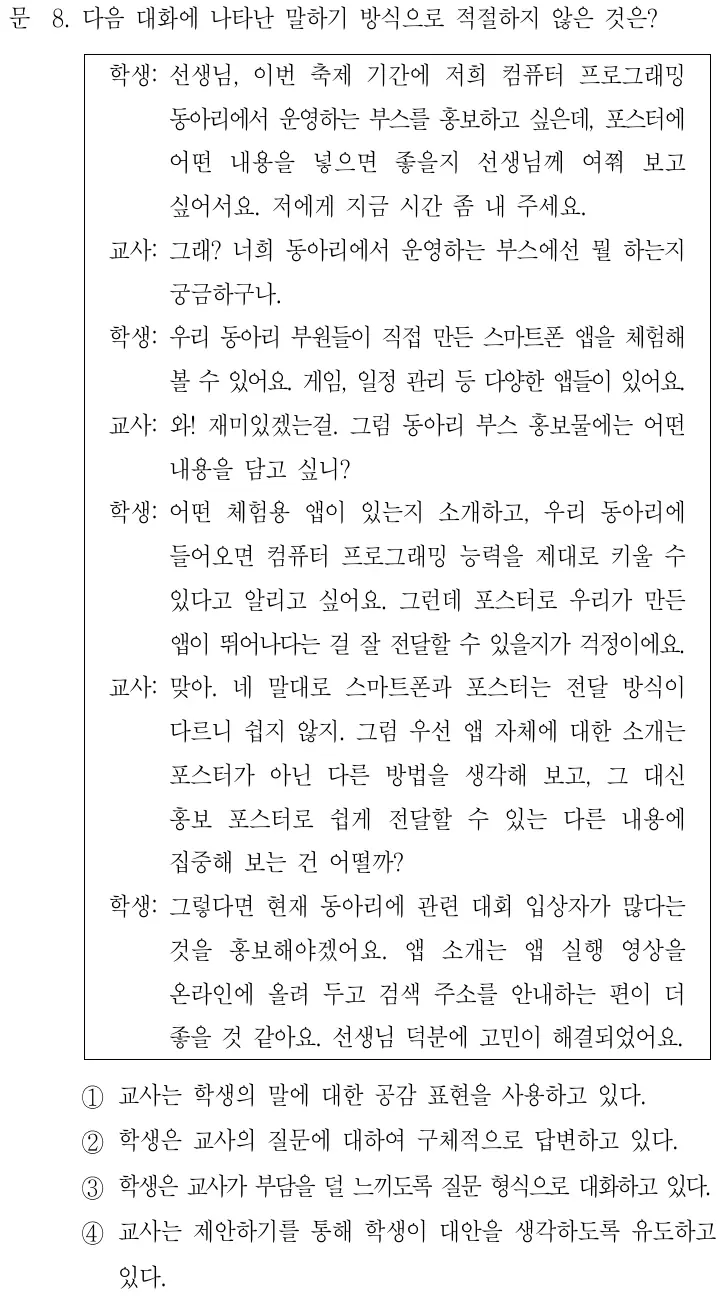 문 8. 다음 대화에 나타난 말하기 방식으로 적절하지 않은 것은?
학생: 선생님, 이번 축제 기간에 저희 컴퓨터 프로그래밍
동아리에서 운영하는 부스를 홍보하고 싶은데, 포스터에
어떤 내용을 넣으면 좋을지 선생님께 여쭤 보고
싶어서요. 저에게 지금 시간 좀 내 주세요.
교사: 그래? 너희 동아리에서 운영하는 부스에선 뭘 하는지
궁금하구나.
학생: 우리 동아리 부원들이 직접 만든 스마트폰 앱을 체험해
볼 수 있어요. 게임, 일정 관리 등 다양한 앱들이 있어요.
교사: 와! 재미있겠는걸. 그럼 동아리 부스 홍보물에는 어떤
내용을 담고 싶니?
학생: 어떤 체험용 앱이 있는지 소개하고, 우리 동아리에
들어오면 컴퓨터 프로그래밍 능력을 제대로 키울 수
있다고 알리고 싶어요. 그런데 포스터로 우리가 만든
앱이 뛰어나다는 걸 잘 전달할 수 있을지가 걱정이에요.
교사: 맞아. 네 말대로 스마트폰과 포스터는 전달 방식이
다르니 쉽지 않지. 그럼 우선 앱 자체에 대한 소개는
포스터가 아닌 다른 방법을 생각해 보고, 그 대신
홍보 포스터로 쉽게 전달할 수 있는 다른 내용에
집중해 보는 건 어떨까?
학생: 그렇다면 현재 동아리에 관련 대회 입상자가 많다는
것을 홍보해야겠어요. 앱 소개는 앱 실행 영상을
온라인에 올려 두고 검색 주소를 안내하는 편이 더
좋을 것 같아요. 선생님 덕분에 고민이 해결되었어요.
① 교사는 학생의 말에 대한 공감 표현을 사용하고 있다.
② 학생은 교사의 질문에 대하여 구체적으로 답변하고 있다.
③ 학생은 교사가 부담을 덜 느끼도록 질문 형식으로 대화하고 있다.
④ 교사는 제안하기를 통해 학생이 대안을 생각하도록 유도하고
있다.